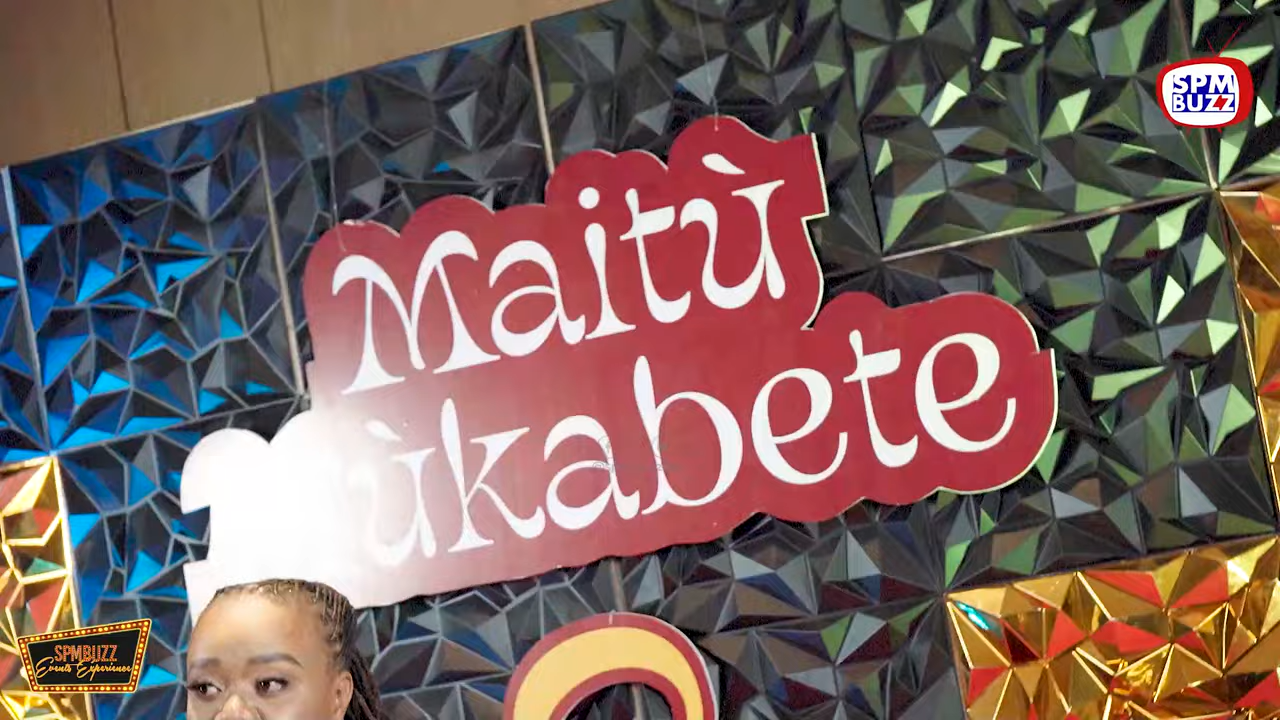 SPM
BUZZ
Maitù
ùkabete
SPMBUZZ
Events Experience